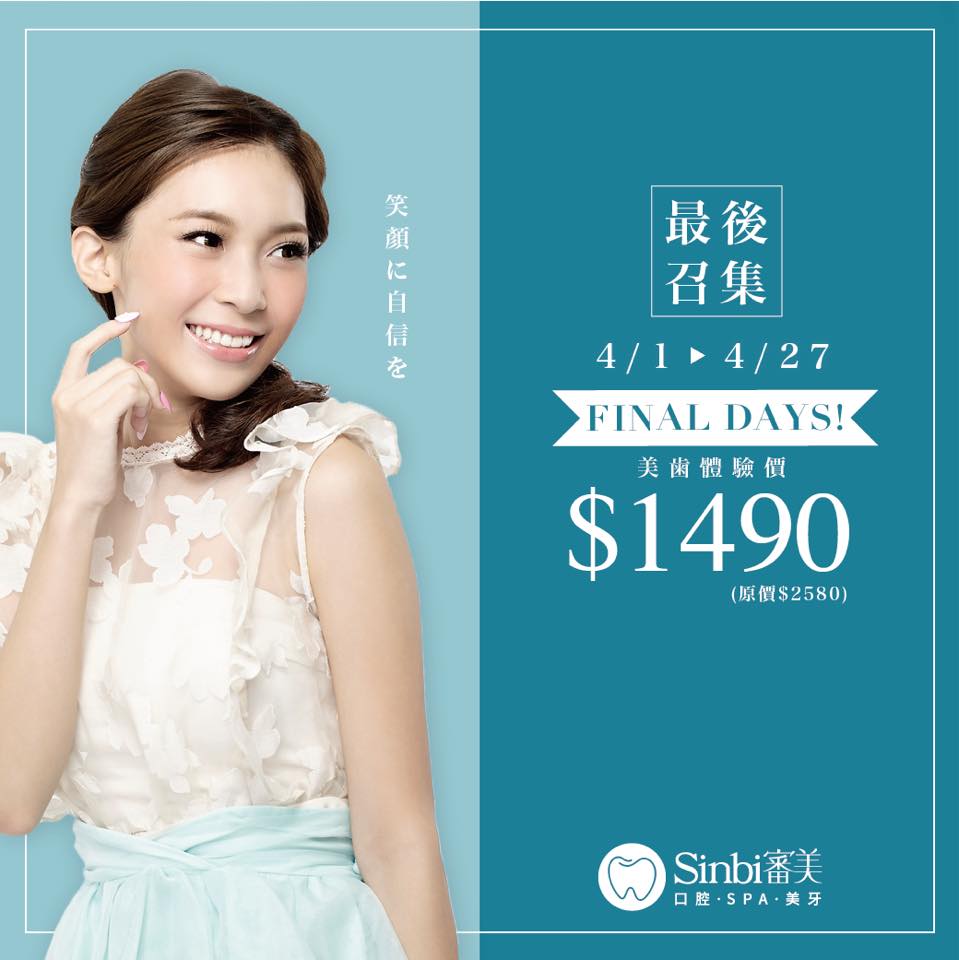 笑顔に自信を
最後
召集
4/1 ▶ 4/27
FINAL DAYS!
美歯體驗價
$1490
(原價$2580)
Sinbi審美
口腔·SPA·美牙